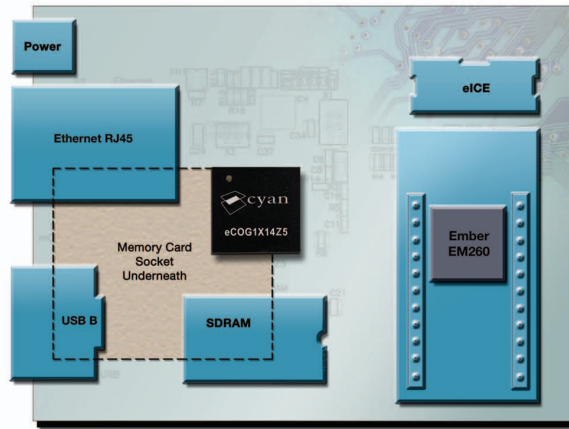 Power
eICE
Ethernet RJ45
cyan
eCOG1X14Z5
Ember
EM260
Memory Card
Socket
Underneath
USB B
SDRAM